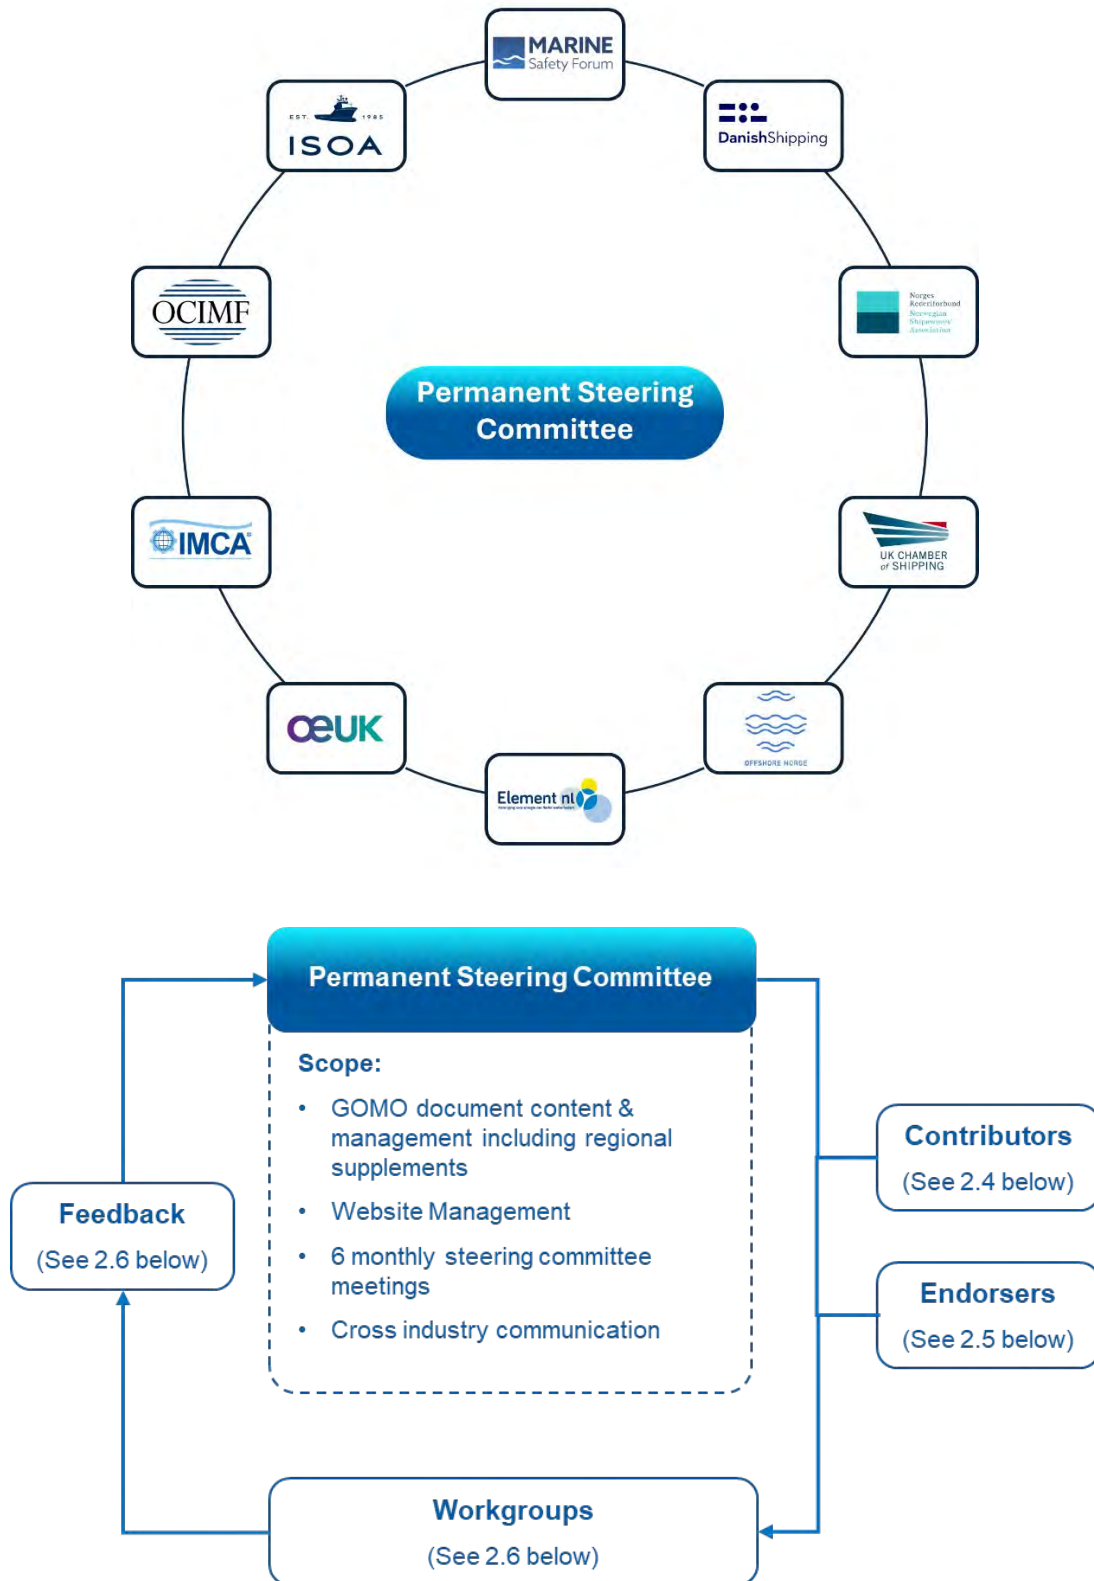 MARINE
Safety Forum
EST. 1985
ISOA
DanishShipping
OCIMF
Norges
Rederiforbund
Norwegian
Shipowners'
Association
Permanent Steering
Committee
IMCA
UK CHAMBER
of SHIPPING
OEUK
OFFSHORE NORGE
Element nl
Permanent Steering Committee
Scope:
• GOMO document content &
management including regional
supplements
• Website Management
• 6 monthly steering committee
meetings
• Cross industry communication
Contributors
(See 2.4 below)
Feedback
(See 2.6 below)
Endorsers
(See 2.5 below)
Workgroups
(See 2.6 below)